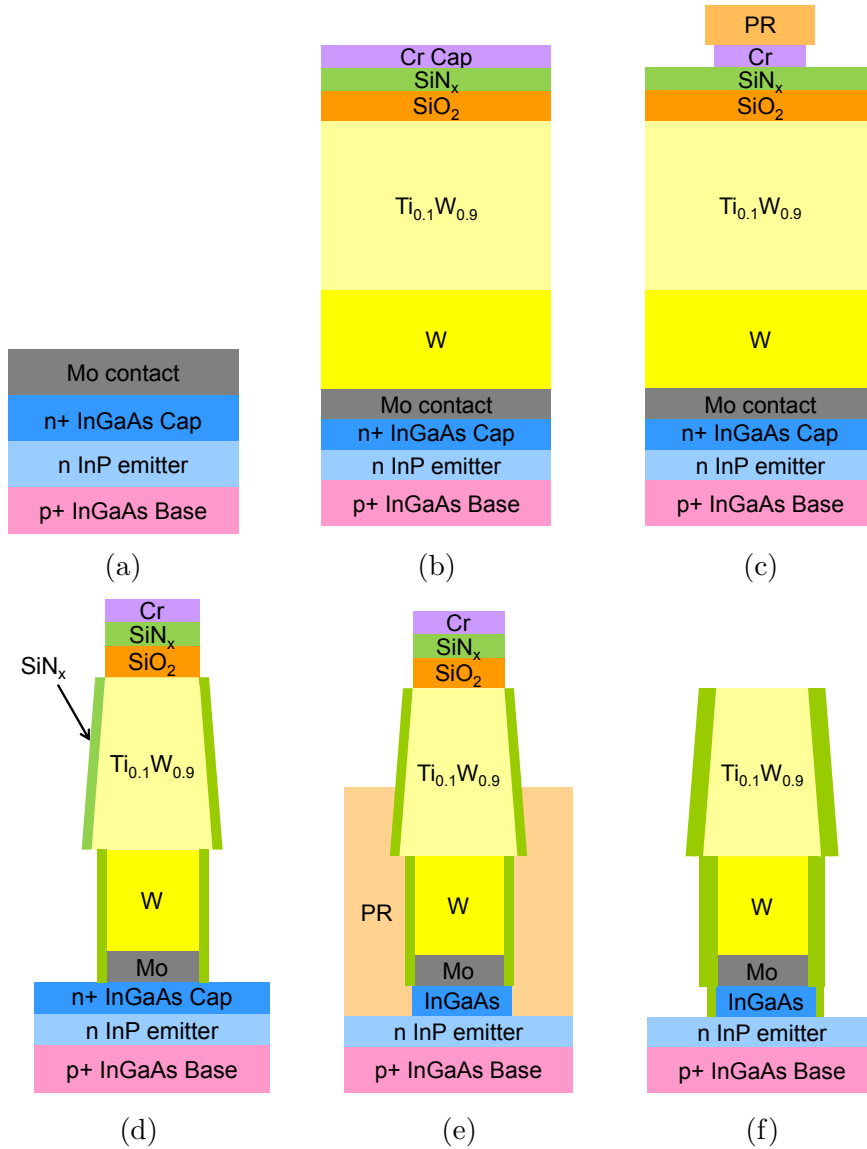 Mo contact
n+ InGaAs Cap
n InP emitter
p+ InGaAs Base
(a)
Cr Cap
SiNₓ
SiO₂
Ti₀.₁W₀.₉
W
Mo contact
n+ InGaAs Cap
n InP emitter
p+ InGaAs Base
(b)
PR
Cr
SiNₓ
SiO₂
Ti₀.₁W₀.₉
W
Mo contact
n+ InGaAs Cap
n InP emitter
p+ InGaAs Base
(c)
Cr
SiNₓ
SiO₂
SiNₓ
Ti₀.₁W₀.₉
W
Mo
n+ InGaAs Cap
n InP emitter
p+ InGaAs Base
(d)
Cr
SiNₓ
SiO₂
Ti₀.₁W₀.₉
PR
W
Mo
InGaAs
n InP emitter
p+ InGaAs Base
(e)
Ti₀.₁W₀.₉
W
Mo
InGaAs
n InP emitter
p+ InGaAs Base
(f)